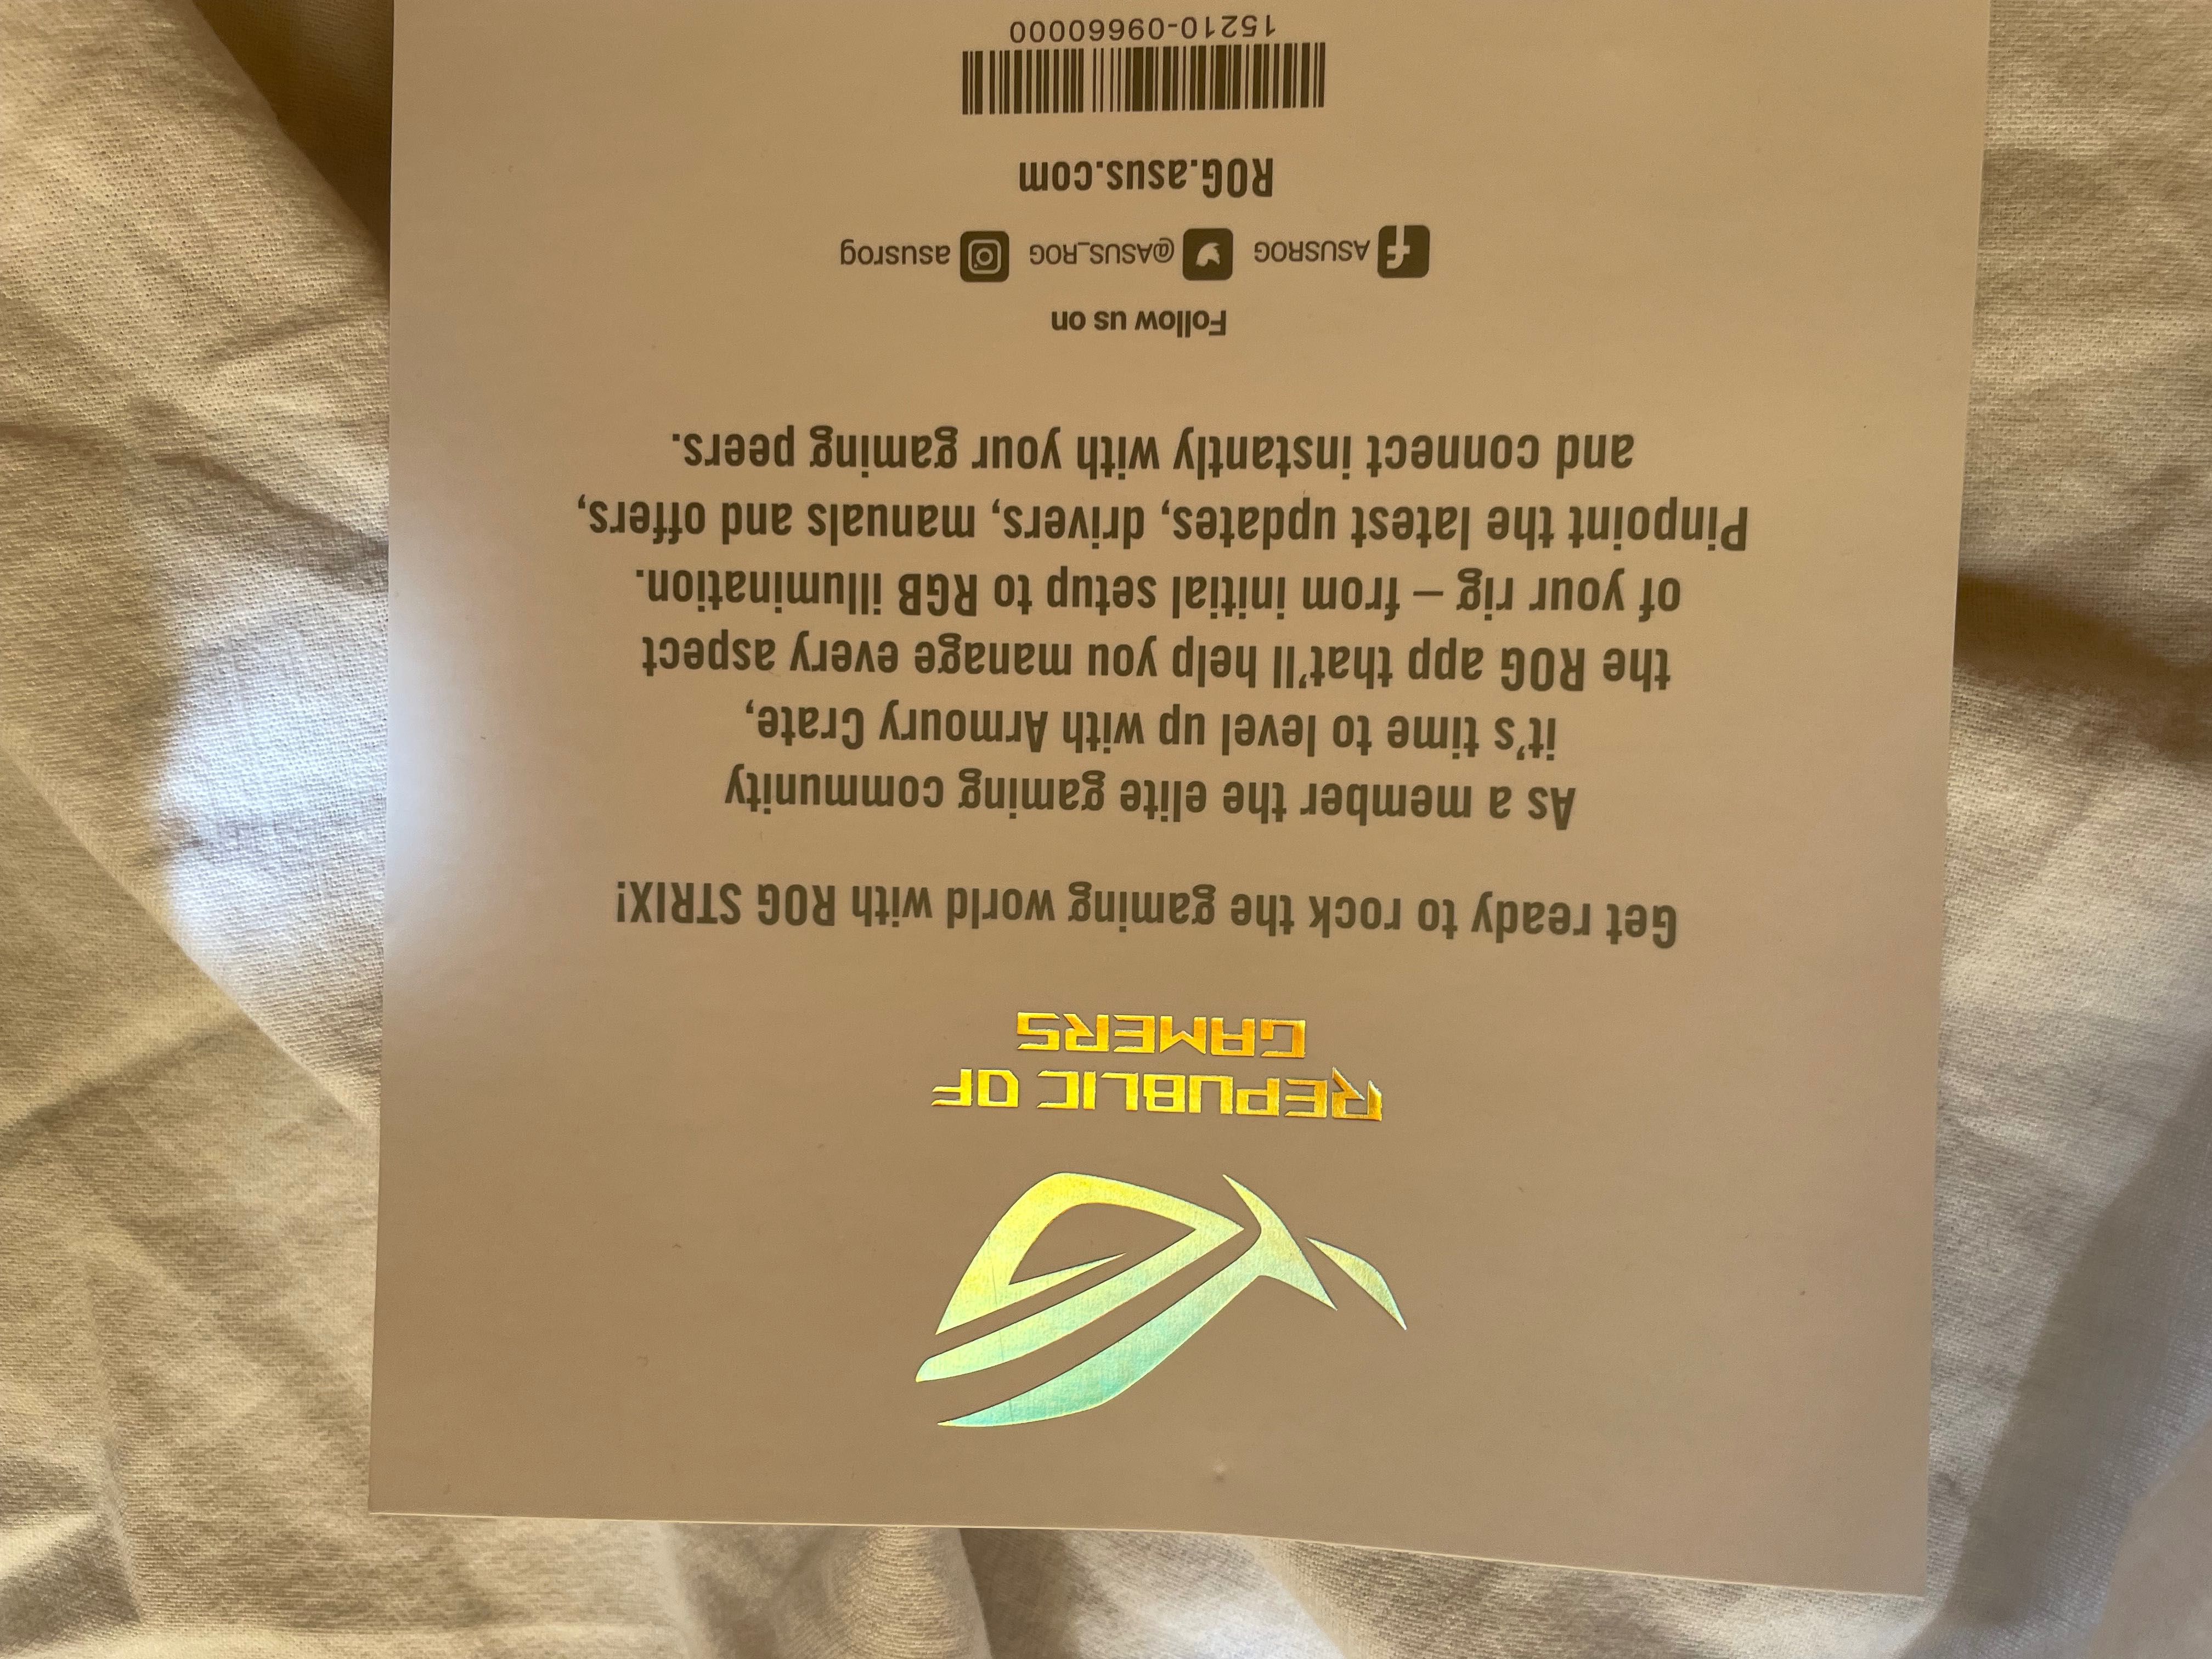 REPUBLIC OF
GAMERS
Get ready to rock the gaming world with ROG STRIX!
As a member the elite gaming community
it's time to level up with Armoury Crate,
the ROG app that'll help you manage every aspect
of your rig – from initial setup to RGB illumination.
Pinpoint the latest updates, drivers, manuals and offers,
and connect instantly with your gaming peers.
Follow us on
ASUSROG @ASUS_ROG asusrog
ROG.asus.com
15210-09660000